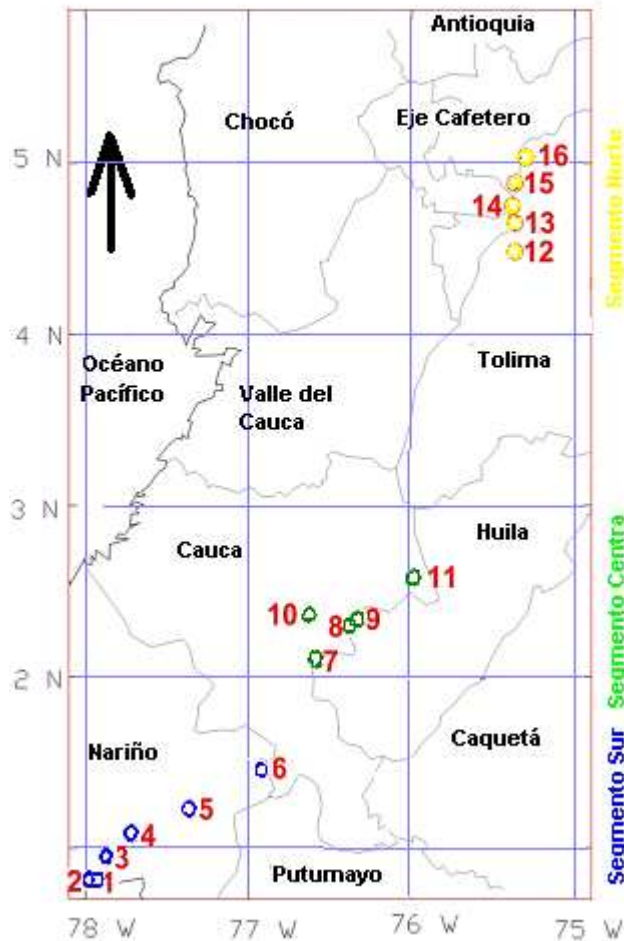 Antioquia
Chocó
Eje Cafetero
5 N
16
15
14
13
12
Segmento Norte
4 N
Océano
Pacífico
Valle del
Cauca
Tolima
3 N
Cauca
Huila
11
10
8
9
7
Segmento Centra
2 N
Nariño
Caquetá
6
5
4
3
2
1
Putumayo
Segmento Sur
78 W
77 W
76 W
75 W